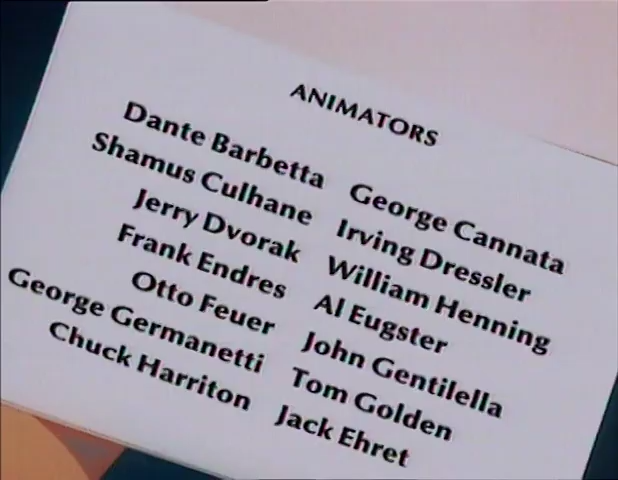 ANIMATORS
Dante Barbetta George Cannata
Shamus Culhane Irving Dressler
Jerry Dvorak William Henning
Frank Endres Al Eugster
Otto Feuer John Gentilella
George Germanetti Tom Golden
Chuck Harriton Jack Ehret